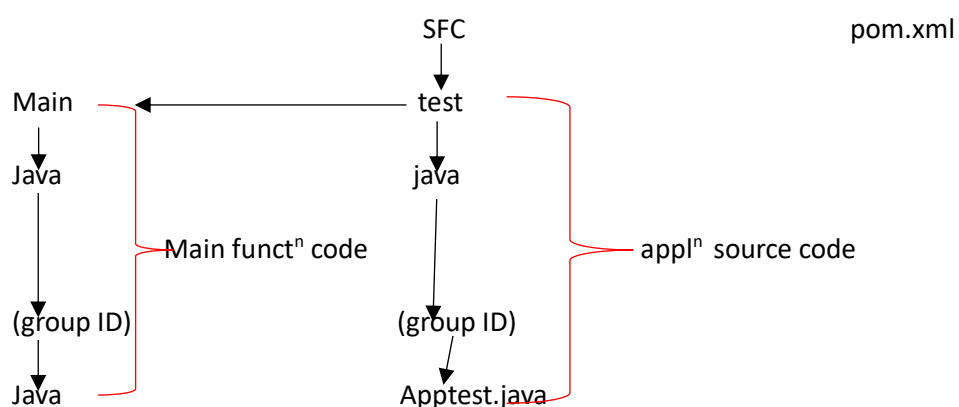 SFC pom.xml
Main test
Java java
Main functⁿ code applⁿ source code
(group ID) (group ID)
Java Apptest.java